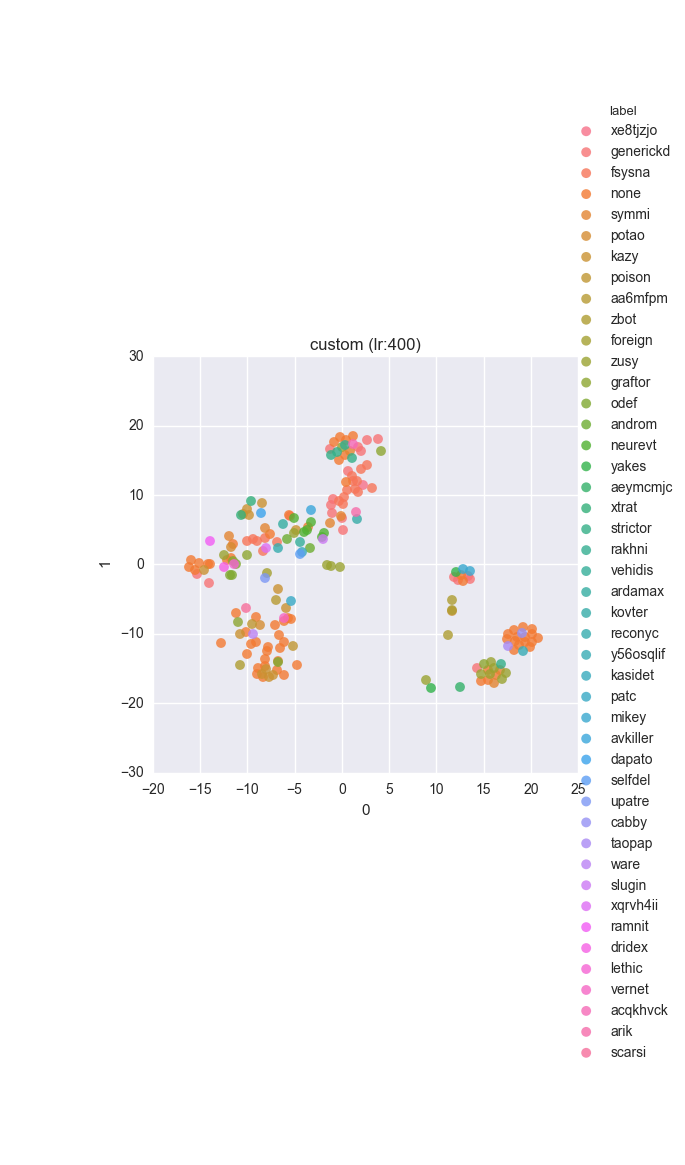 label
xe8tjzjo
generickd
fsysna
none
symmi
potao
kazy
poison
aa6mfpm
zbot
foreign
zusy
graftor
odef
androm
neurevt
yakes
aeymcmjc
xtrat
strictor
rakhni
vehidis
ardamax
kovter
reconyc
y56osqlif
kasidet
patc
mikey
avkiller
dapato
selfdel
upatre
cabby
taopap
ware
slugin
xqrvh4ii
ramnit
dridex
lethic
vernet
acqkhvck
arik
scarsi
custom (lr:400)
30
20
10
0
−10
−20
−30
1
−20 −15 −10 −5 0 5 10 15 20 25
0